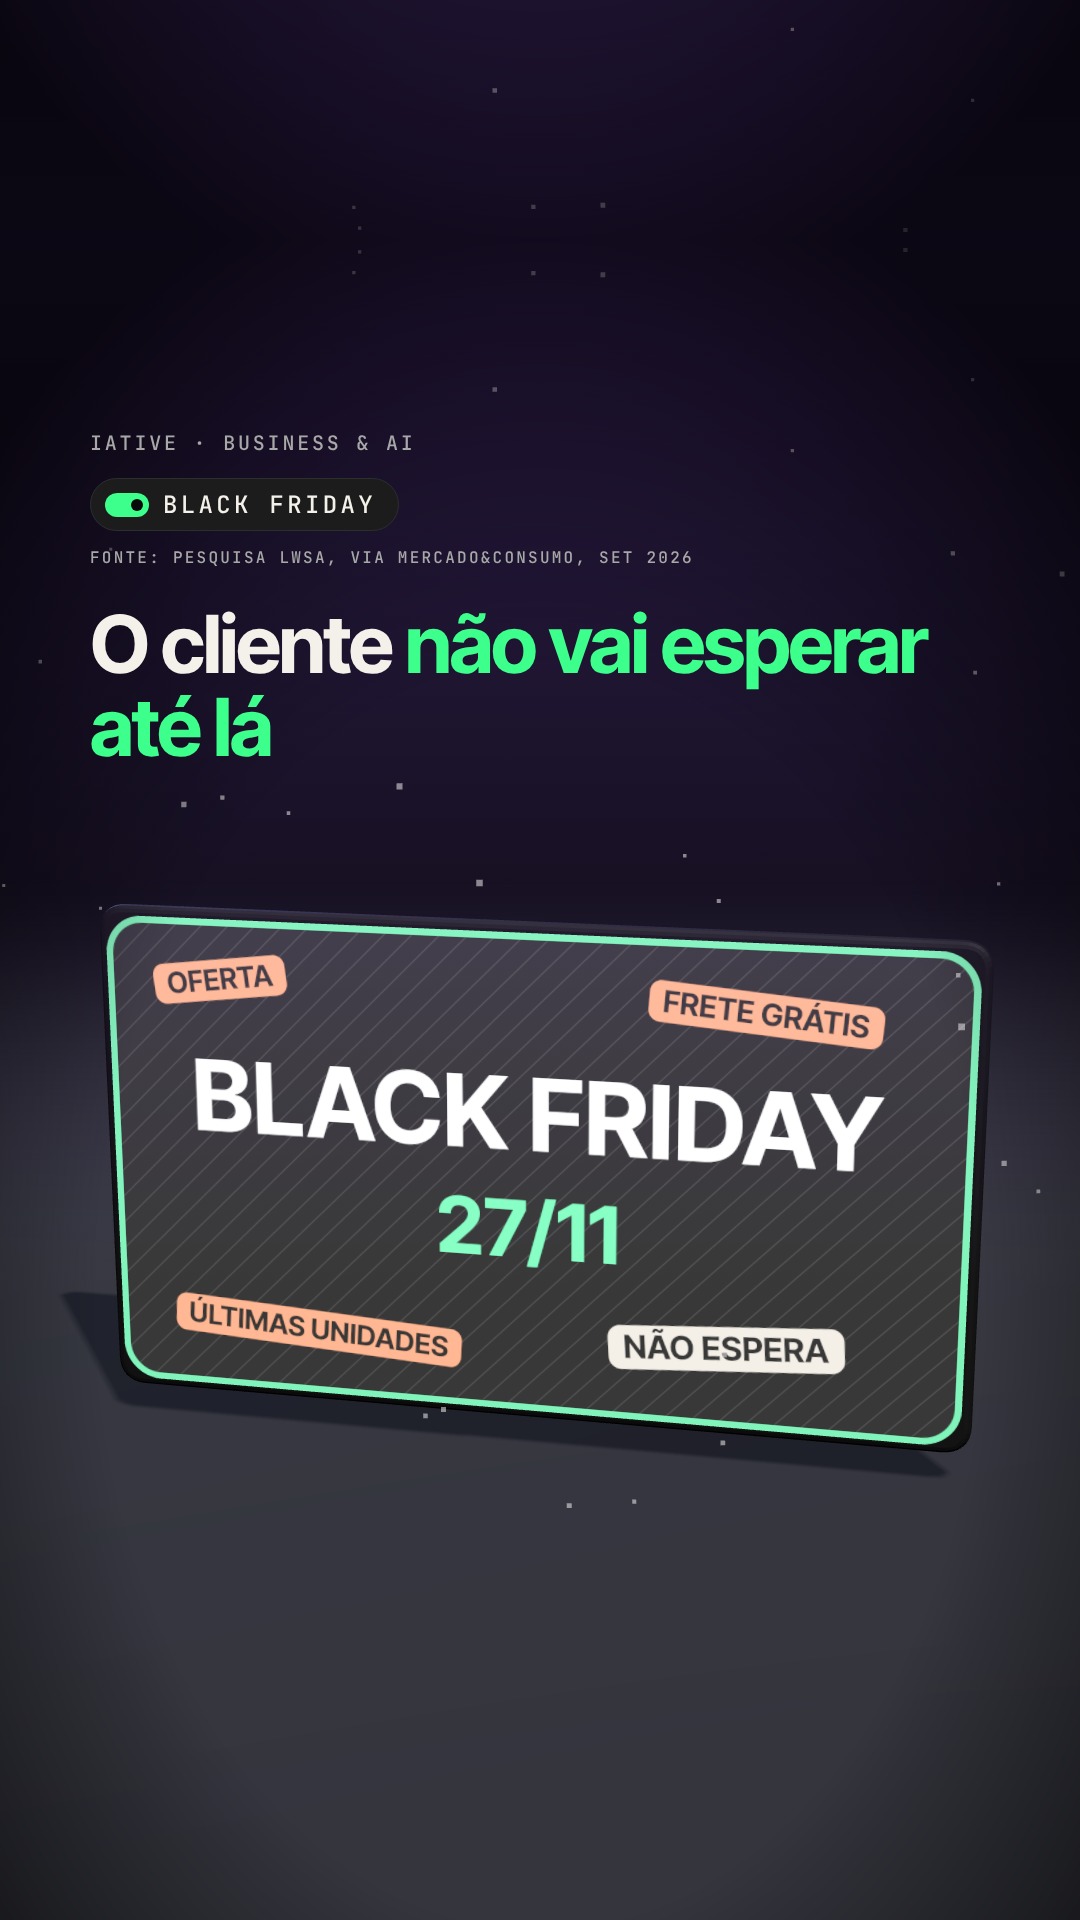 IATIVE · BUSINESS & AI
BLACK FRIDAY
FONTE: PESQUISA LWSA, VIA MERCADO&CONSUMO, SET 2026
O cliente não vai esperar
até lá
OFERTA
FRETE GRÁTIS
BLACK FRIDAY
27/11
ÚLTIMAS UNIDADES
NÃO ESPERA